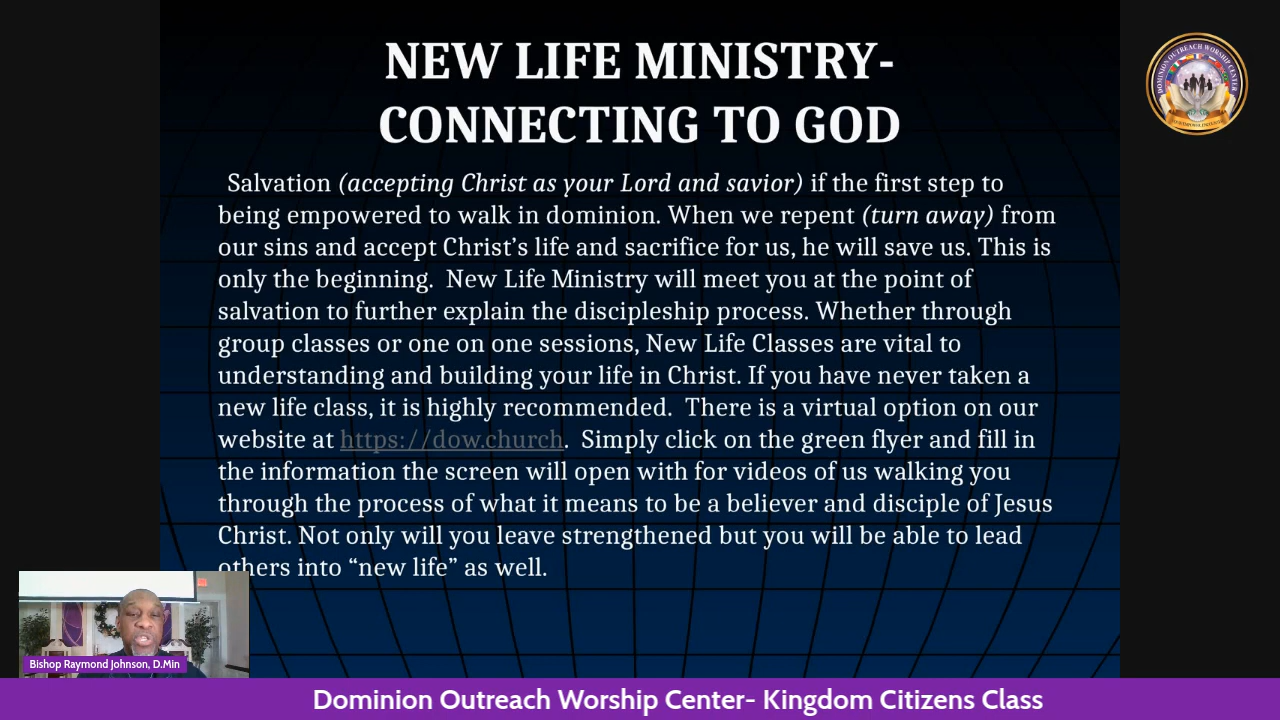 NEW LIFE MINISTRY-
CONNECTING TO GOD
Salvation (accepting Christ as your Lord and savior) if the first step to
being empowered to walk in dominion. When we repent (turn away) from
our sins and accept Christ’s life and sacrifice for us, he will save us. This is
only the beginning.  New Life Ministry will meet you at the point of
salvation to further explain the discipleship process. Whether through
group classes or one on one sessions, New Life Classes are vital to
understanding and building your life in Christ. If you have never taken a
new life class, it is highly recommended.  There is a virtual option on our
website at https://dow.church.  Simply click on the green flyer and fill in
the information the screen will open with for videos of us walking you
through the process of what it means to be a believer and disciple of Jesus
Christ. Not only will you leave strengthened but you will be able to lead
others into “new life” as well.
DOMINION OUTREACH WORSHIP CENTER
Bishop Raymond Johnson, D.Min
Dominion Outreach Worship Center- Kingdom Citizens Class